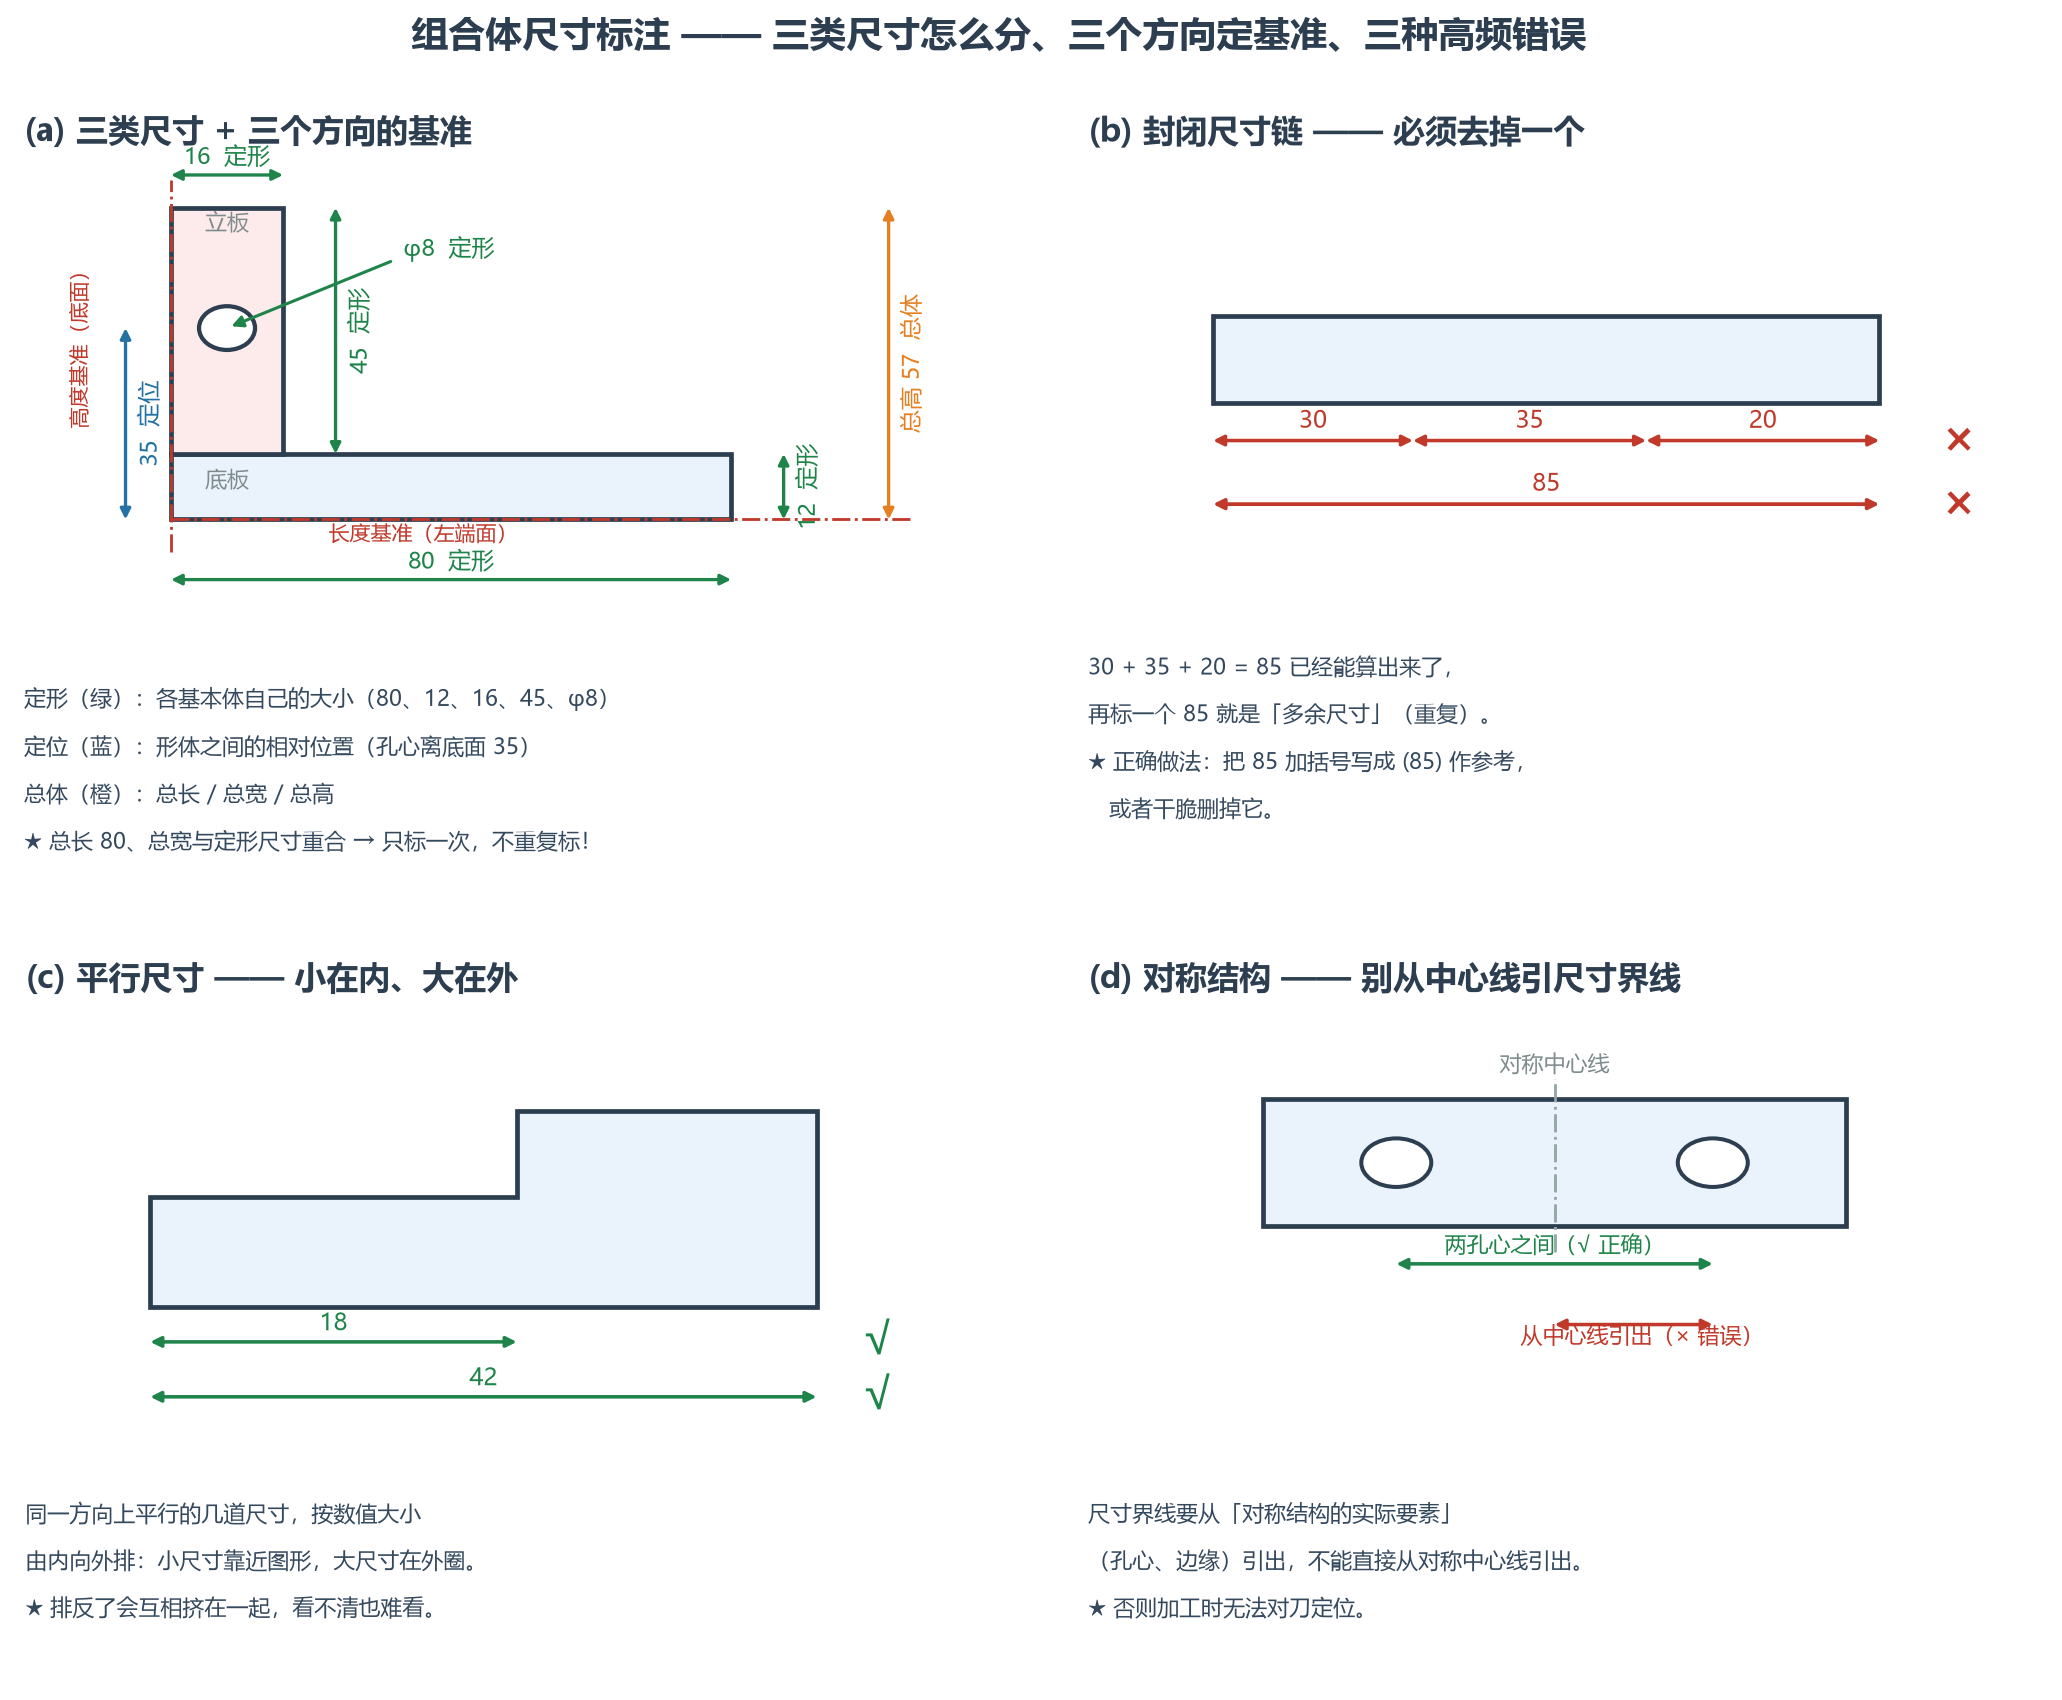 组合体尺寸标注 —— 三类尺寸怎么分、三个方向定基准、三种高频错误
(a) 三类尺寸 + 三个方向的基准
16 定形
立板
φ8 定形
45 定形
高度基准（底面）
35 定位
底板
12 定形
总高 57 总体
长度基准（左端面）
80 定形
定形（绿）：各基本体自己的大小（80、12、16、45、φ8）
定位（蓝）：形体之间的相对位置（孔心离底面 35）
总体（橙）：总长 / 总宽 / 总高
★ 总长 80、总宽与定形尺寸重合 → 只标一次，不重复标！
(b) 封闭尺寸链 —— 必须去掉一个
30 35 20 ×
85 ×
30 + 35 + 20 = 85 已经能算出来了，
再标一个 85 就是「多余尺寸」（重复）。
★ 正确做法：把 85 加括号写成 (85) 作参考，
或者干脆删掉它。
(c) 平行尺寸 —— 小在内、大在外
18 √
42 √
同一方向上平行的几道尺寸，按数值大小
由内向外排：小尺寸靠近图形，大尺寸在外圈。
★ 排反了会互相挤在一起，看不清也难看。
(d) 对称结构 —— 别从中心线引尺寸界线
对称中心线
两孔心之间（√ 正确）
从中心线引出（× 错误）
尺寸界线要从「对称结构的实际要素」
（孔心、边缘）引出，不能直接从对称中心线引出。
★ 否则加工时无法对刀定位。